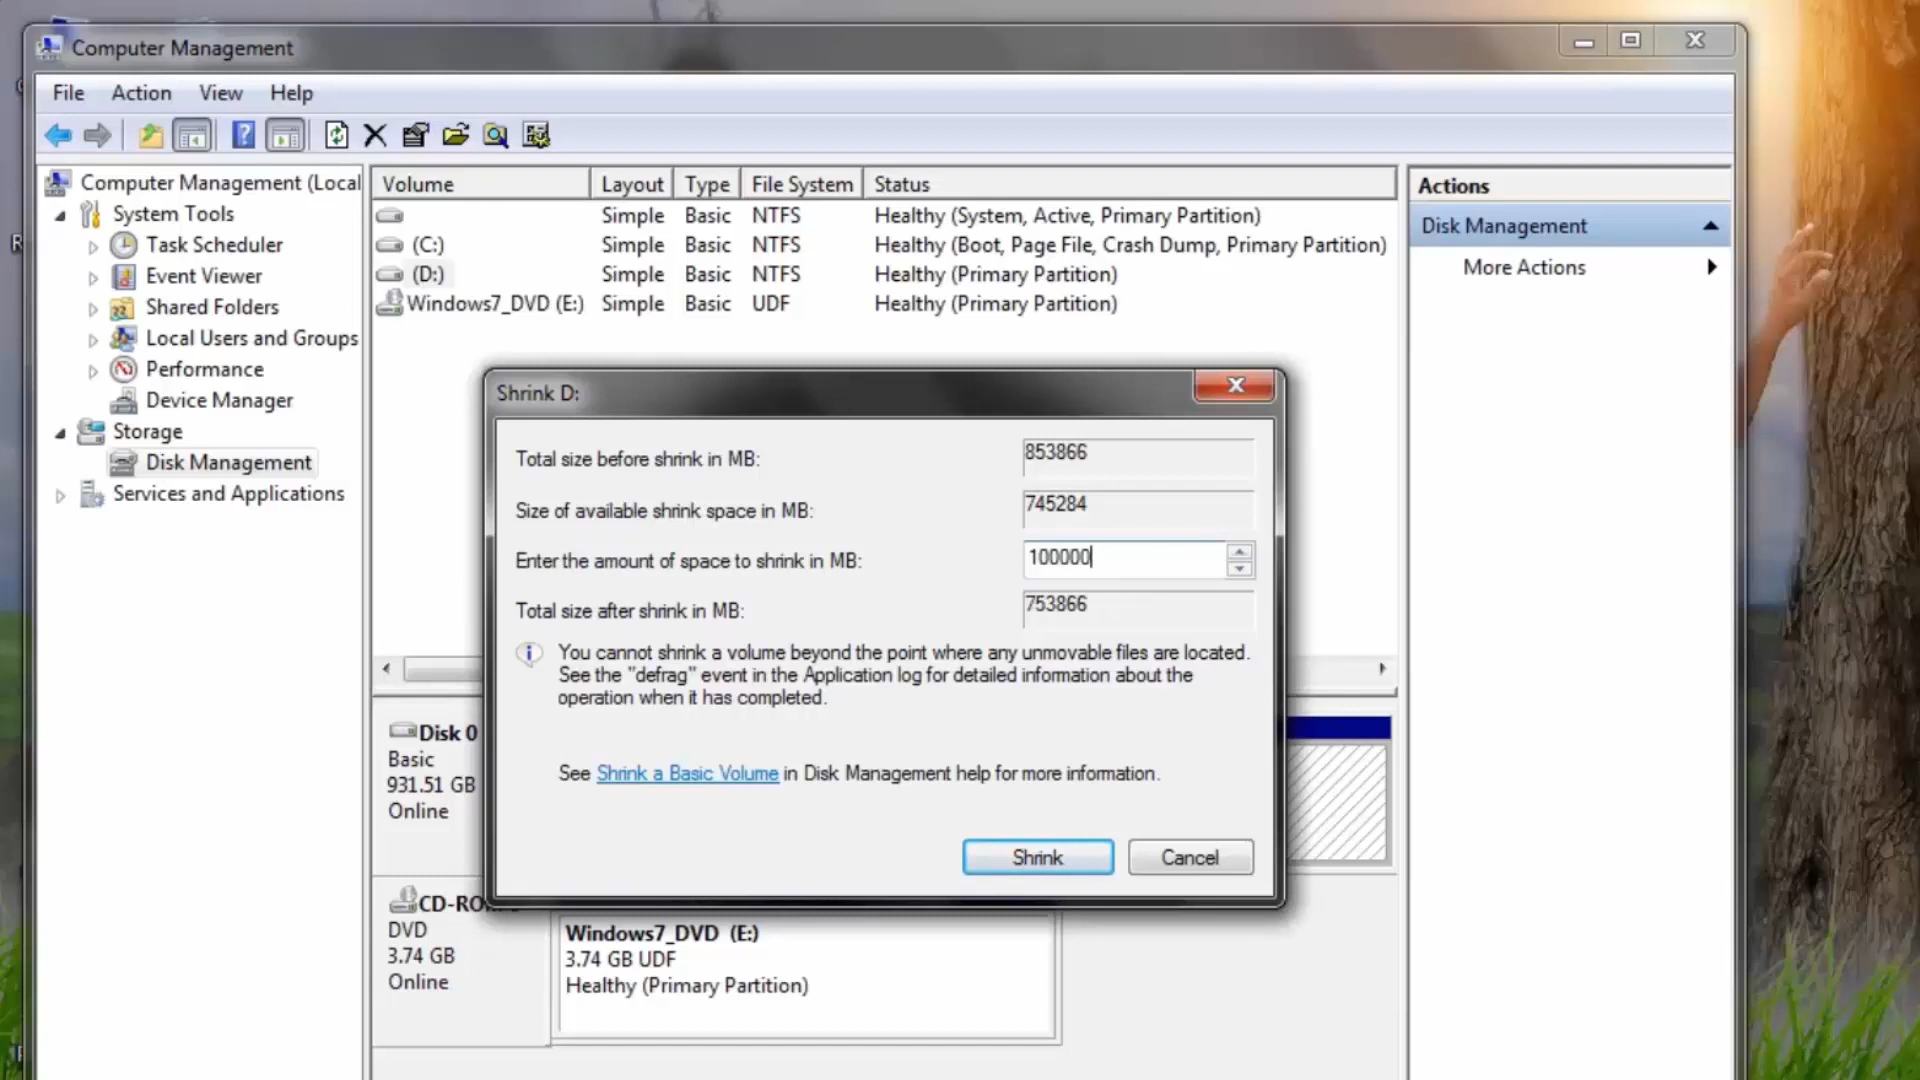 Computer Management
File Action View Help
Computer Management (Local
System Tools
Task Scheduler
Event Viewer
Shared Folders
Local Users and Groups
Performance
Device Manager
Storage
Disk Management
Services and Applications
Volume Layout Type File System Status
Simple Basic NTFS Healthy (System, Active, Primary Partition)
(C:) Simple Basic NTFS Healthy (Boot, Page File, Crash Dump, Primary Partition)
(D:) Simple Basic NTFS Healthy (Primary Partition)
Windows7_DVD (E:) Simple Basic UDF Healthy (Primary Partition)
Actions
Disk Management
More Actions
Shrink D:
Total size before shrink in MB: 853866
Size of available shrink space in MB: 745284
Enter the amount of space to shrink in MB: 100000
Total size after shrink in MB: 753866
You cannot shrink a volume beyond the point where any unmovable files are located.
See the "defrag" event in the Application log for detailed information about the
operation when it has completed.
See Shrink a Basic Volume in Disk Management help for more information.
Shrink Cancel
Disk 0
Basic
931.51 GB
Online
DVD
3.74 GB
Online
Windows7_DVD (E:)
3.74 GB UDF
Healthy (Primary Partition)